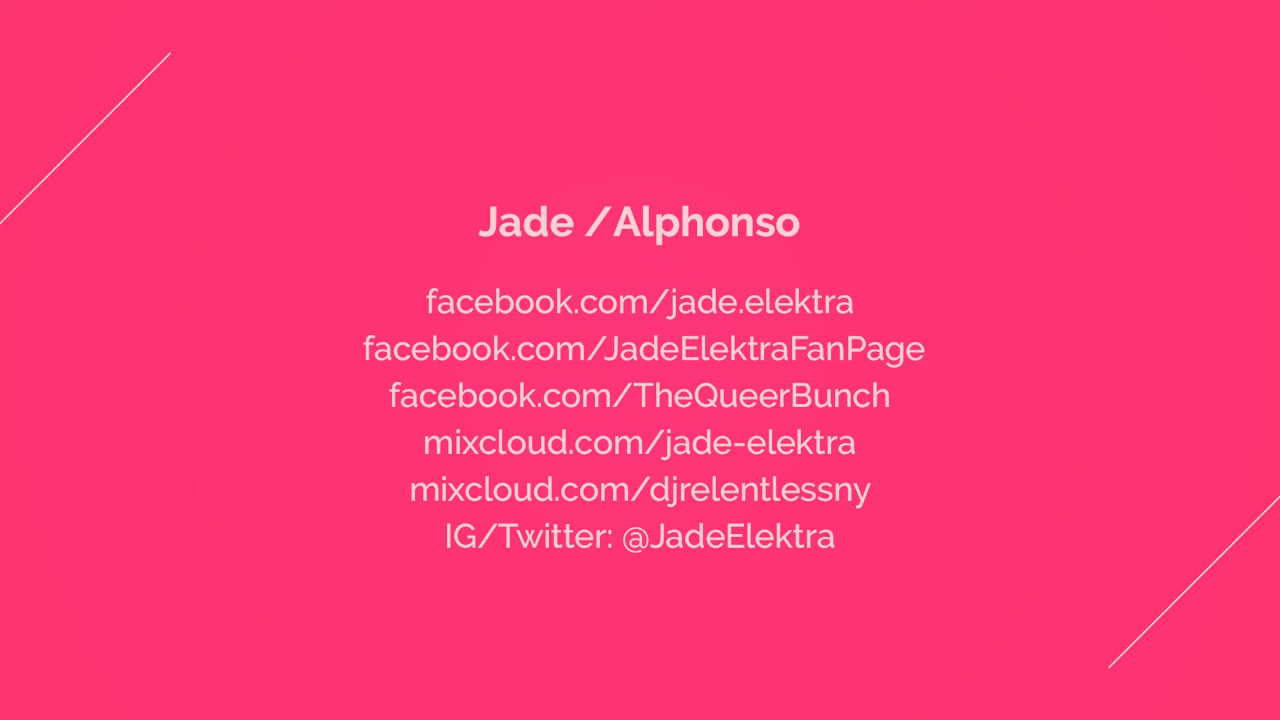 Jade /Alphonso
facebook.com/jade.elektra
facebook.com/JadeElektraFanPage
facebook.com/TheQueerBunch
mixcloud.com/jade-elektra
mixcloud.com/djrelentlessny
IG/Twitter: @JadeElektra